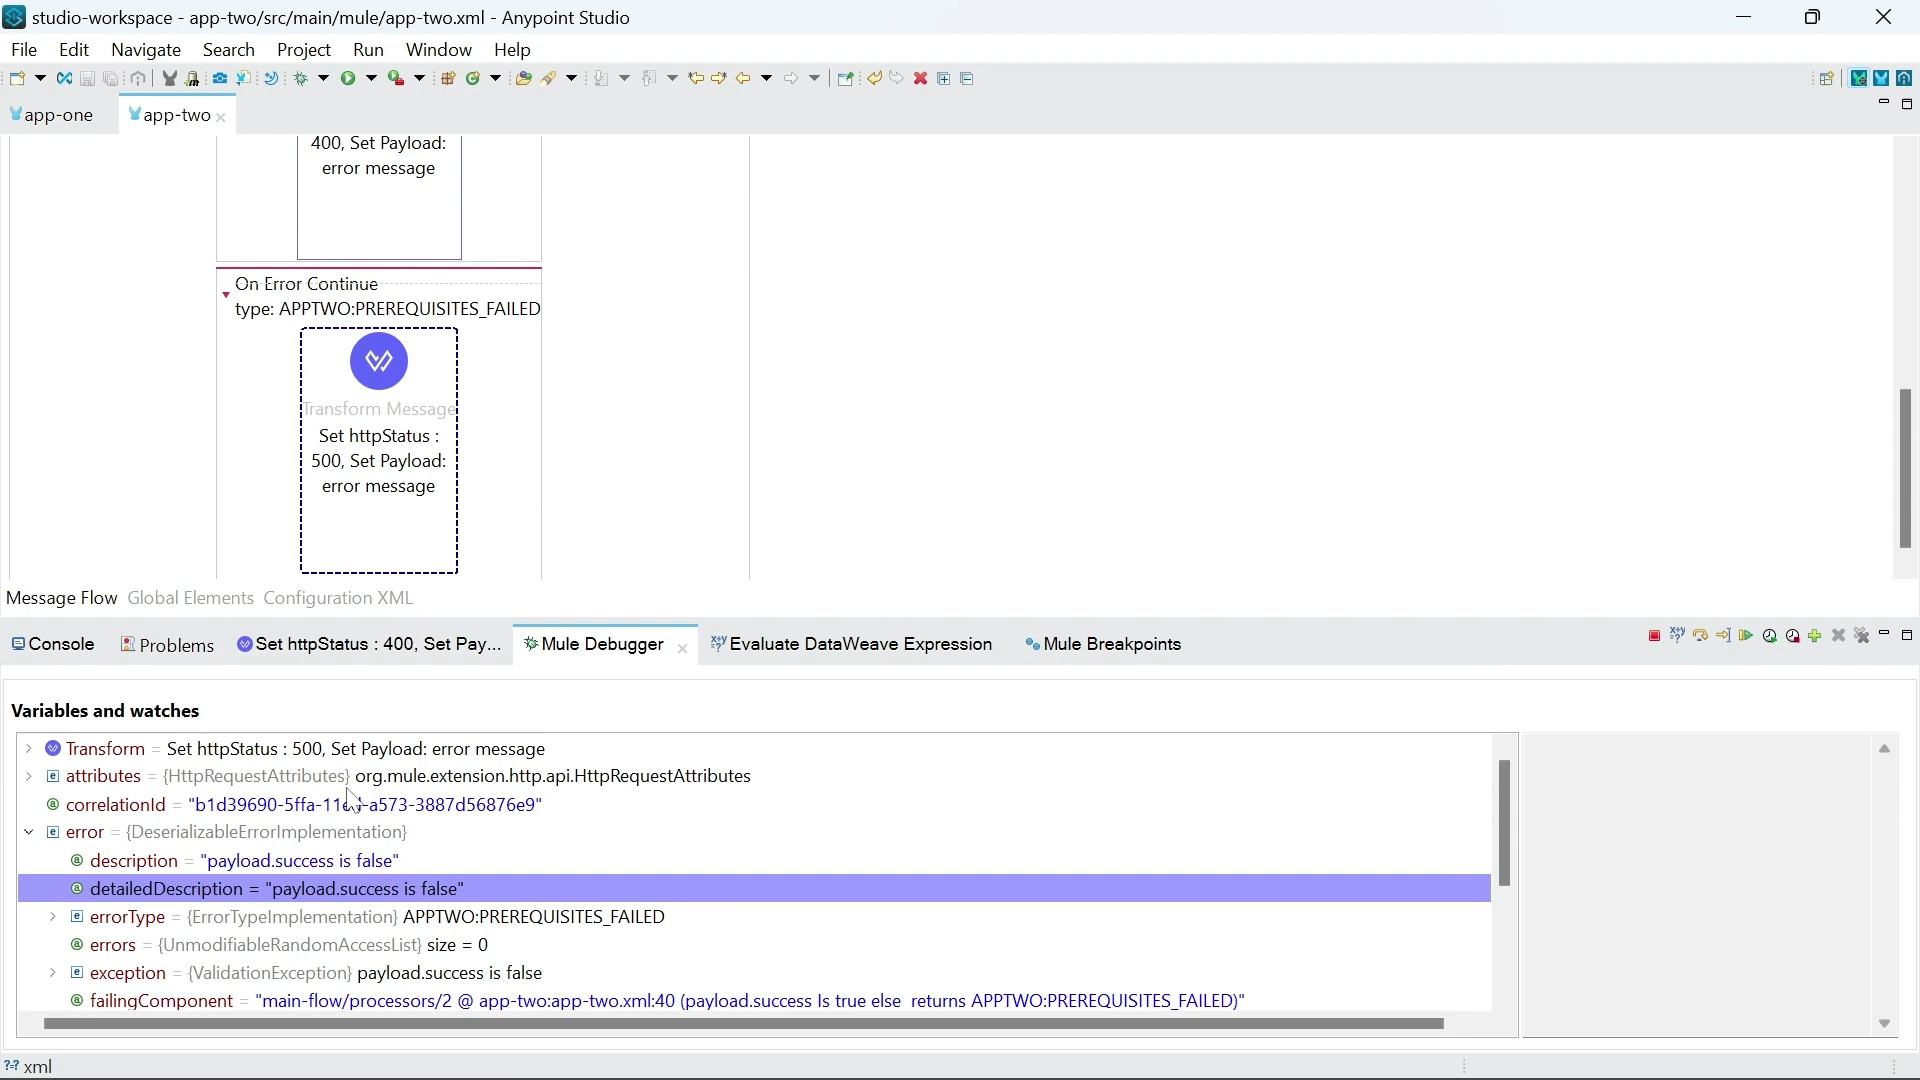 studio-workspace - app-two/src/main/mule/app-two.xml - Anypoint Studio
File Edit Navigate Search Project Run Window Help
app-one app-two
400, Set Payload:
error message
On Error Continue
type: APPTWO:PREREQUISITES_FAILED
Transform Message
Set httpStatus :
500, Set Payload:
error message
Message Flow Global Elements Configuration XML
Console Problems Set httpStatus : 400, Set Pay... Mule Debugger Evaluate DataWeave Expression Mule Breakpoints
Variables and watches
Transform = Set httpStatus : 500, Set Payload: error message
attributes = {HttpRequestAttributes} org.mule.extension.http.api.HttpRequestAttributes
correlationId =
error = {DeserializableErrorImplementation}
description = "payload.success is false"
detailedDescription = "payload.success is false"
errorType = {ErrorTypeImplementation} APPTWO:PREREQUISITES_FAILED
errors = {UnmodifiableRandomAccessList} size = 0
exception = {ValidationException} payload.success is false
failingComponent = "main-flow/processors/2 @ app-two:app-two.xml:40 (payload.success Is true else returns APPTWO:PREREQUISITES_FAILED)"
xml